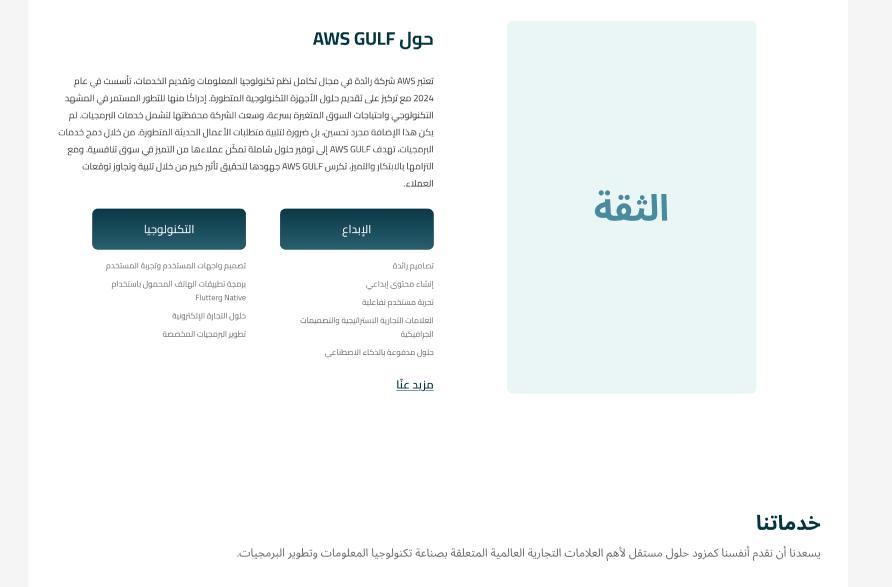 الثقة
حول AWS GULF
تعتبر AWS شركة رائدة في مجال تكامل نظم تكنولوجيا المعلومات وتقديم الخدمات، تأسست في عام
2024 مع تركيز على تقديم حلول الأجهزة التكنولوجية المتطورة. إدراكًا منها للتطور المستمر في المشهد
التكنولوجي واحتياجات السوق المتغيرة بسرعة، وسعت الشركة محفظتها لتشمل خدمات البرمجيات. لم
يكن هذا الإضافة مجرد تحسين، بل ضرورة لتلبية متطلبات الأعمال الحديثة المتطورة. من خلال دمج خدمات
البرمجيات، تهدف AWS GULF إلى توفير حلول شاملة تمكّن عملاءها من التميز في سوق تنافسية. ومع
التزامها بالابتكار والتميز، تكرس AWS GULF جهودها لتحقيق تأثير كبير من خلال تلبية وتجاوز توقعات
العملاء.
الإبداع
تصاميم رائدة
إنشاء محتوى إبداعي
تجربة مستخدم تفاعلية
العلامات التجارية الاستراتيجية والتصميمات
الجرافيكية
حلول مدفوعة بالذكاء الاصطناعي
التكنولوجيا
تصميم واجهات المستخدم وتجربة المستخدم
برمجة تطبيقات الهاتف المحمول باستخدام
Flutterو Native
حلول التجارة الإلكترونية
تطوير البرمجيات المخصصة
مزيد عنّا
خدماتنا
يسعدنا أن نقدم أنفسنا كمزود حلول مستقل لأهم العلامات التجارية العالمية المتعلقة بصناعة تكنولوجيا المعلومات وتطوير البرمجيات.